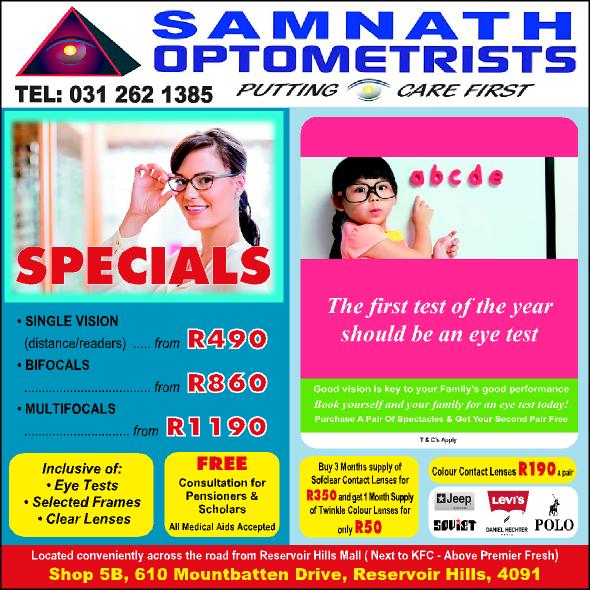 SAMNATH
OPTOMETRISTS
TEL: 031 262 1385
PUTTING CARE FIRST
SPECIALS
• SINGLE VISION
(distance/readers) ..... from R490
• BIFOCALS
.................................. from R860
• MULTIFOCALS
............................ from R1190
Inclusive of:
• Eye Tests
• Selected Frames
• Clear Lenses
FREE
Consultation for
Pensioners &
Scholars
All Medical Aids Accepted
a b c d e
The first test of the year
should be an eye test
Good vision is key to your Family's good performance
Book yourself and your family for an eye test today!
Purchase A Pair Of Spectacles & Get Your Second Pair Free
T & C's Apply
Buy 3 Months supply of
Sofclear Contact Lenses for
R350 and get 1 Month Supply
of Twinkle Colour Lenses for
only R50
Colour Contact Lenses R190 a pair
Jeep
LEVI'S
SOVIET
DANIEL HECHTER
PARIS
POLO
Located conveniently across the road from Reservoir Hills Mall ( Next to KFC - Above Premier Fresh)
Shop 5B, 610 Mountbatten Drive, Reservoir Hills, 4091